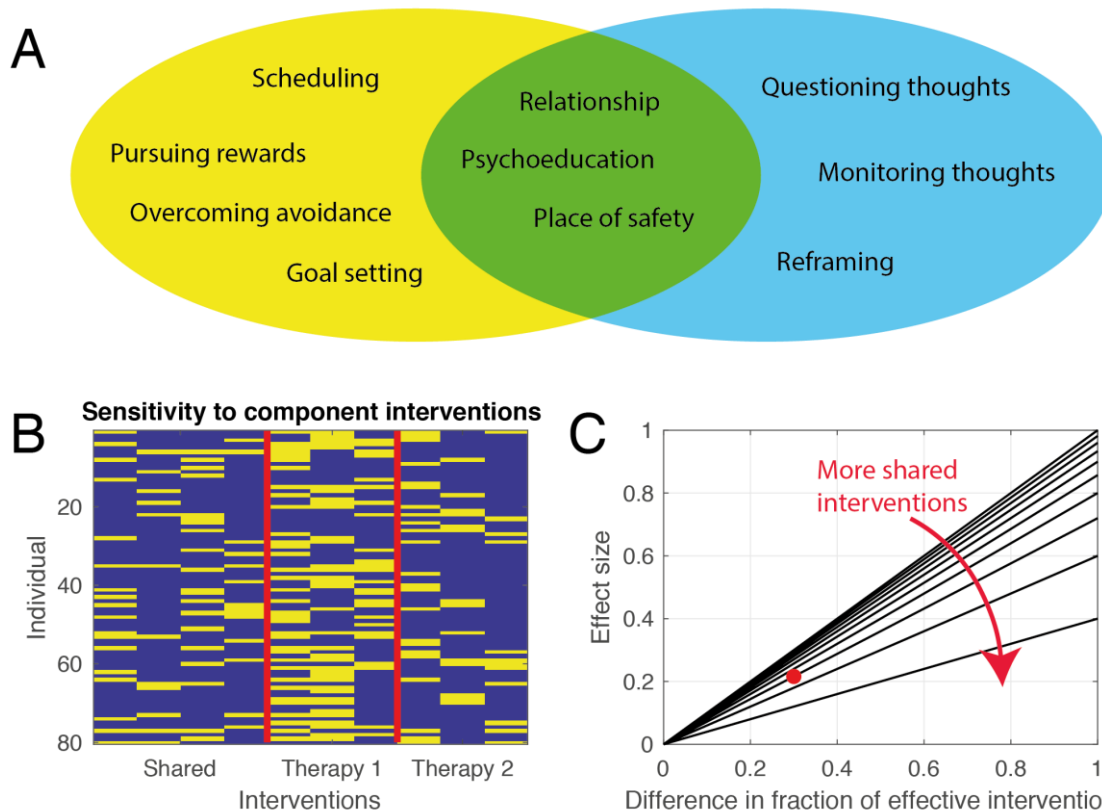 A
Scheduling
Pursuing rewards
Overcoming avoidance
Goal setting
Relationship
Psychoeducation
Place of safety
Questioning thoughts
Monitoring thoughts
Reframing
B
Sensitivity to component interventions
Individual
20
40
60
80
Shared
Therapy 1
Therapy 2
Interventions
C
More shared
interventions
Effect size
1
0.8
0.6
0.4
0.2
0
0
0.2
0.4
0.6
0.8
1
Difference in fraction of effective interventio